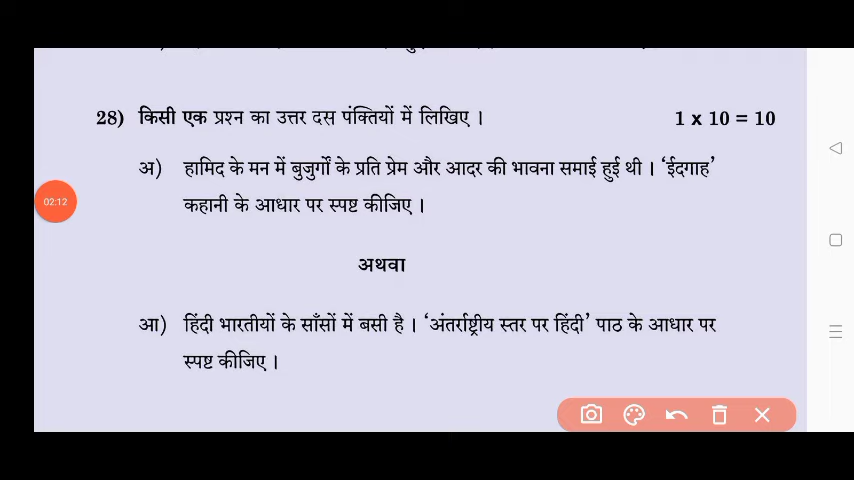 28) किसी एक प्रश्न का उत्तर दस पंक्तियों में लिखिए । 1 x 10 = 10
अ) हामिद के मन में बुजुर्गों के प्रति प्रेम और आदर की भावना समाई हुई थी । ‘ईदगाह’
02:12
कहानी के आधार पर स्पष्ट कीजिए ।
अथवा
आ) हिंदी भारतीयों के साँसों में बसी है । ‘अंतर्राष्ट्रीय स्तर पर हिंदी’ पाठ के आधार पर
स्पष्ट कीजिए ।